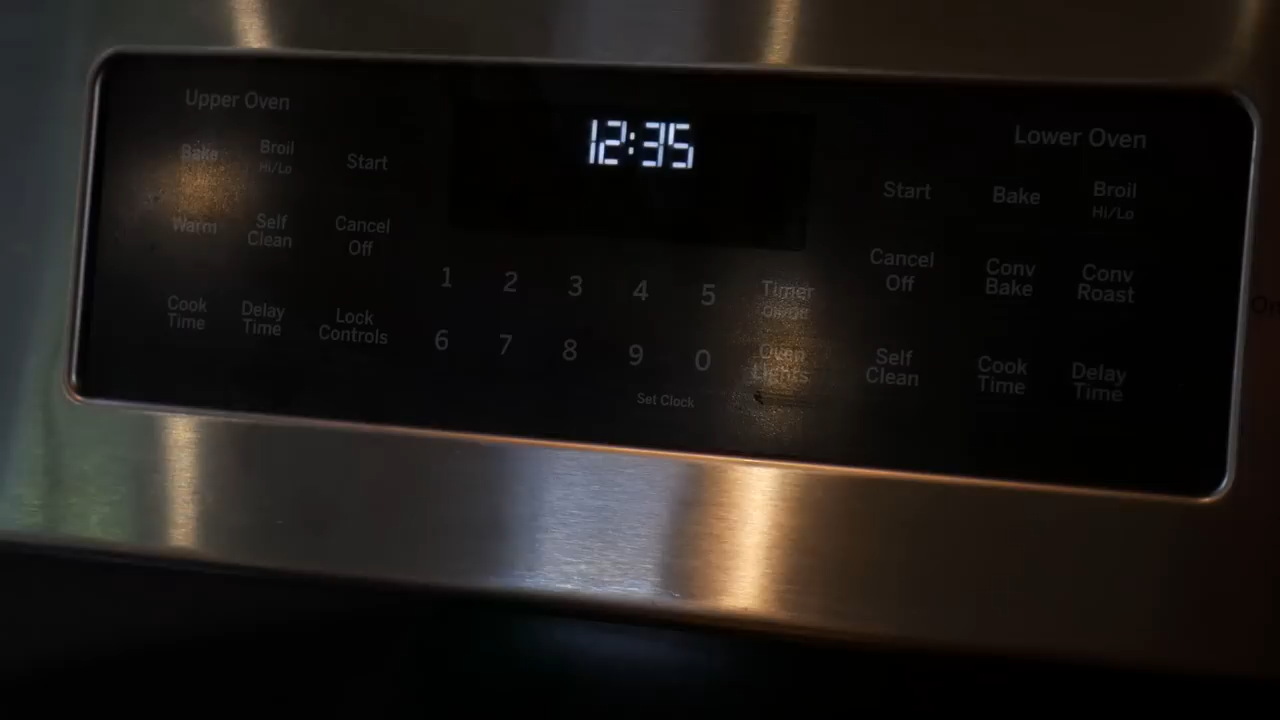 Upper Oven
Bake
Broil
Hi/Lo
Start
Warm
Self
Clean
Cancel
Off
Cook
Time
Delay
Time
Lock
Controls
12:35
1 2 3 4 5
6 7 8 9 0
Set Clock
Timer
On/Off
Oven
Lights
Lower Oven
Start
Bake
Broil
Hi/Lo
Cancel
Off
Conv
Bake
Conv
Roast
Self
Clean
Cook
Time
Delay
Time